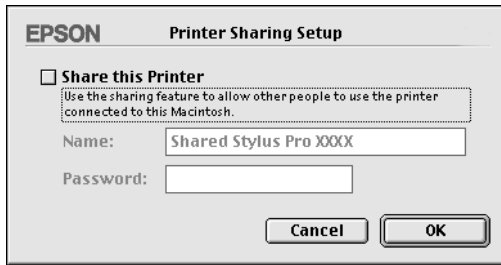 EPSON Printer Sharing Setup
Share this Printer
Use the sharing feature to allow other people to use the printer
connected to this Macintosh.
Name: Shared Stylus Pro XXXX
Password:
Cancel OK